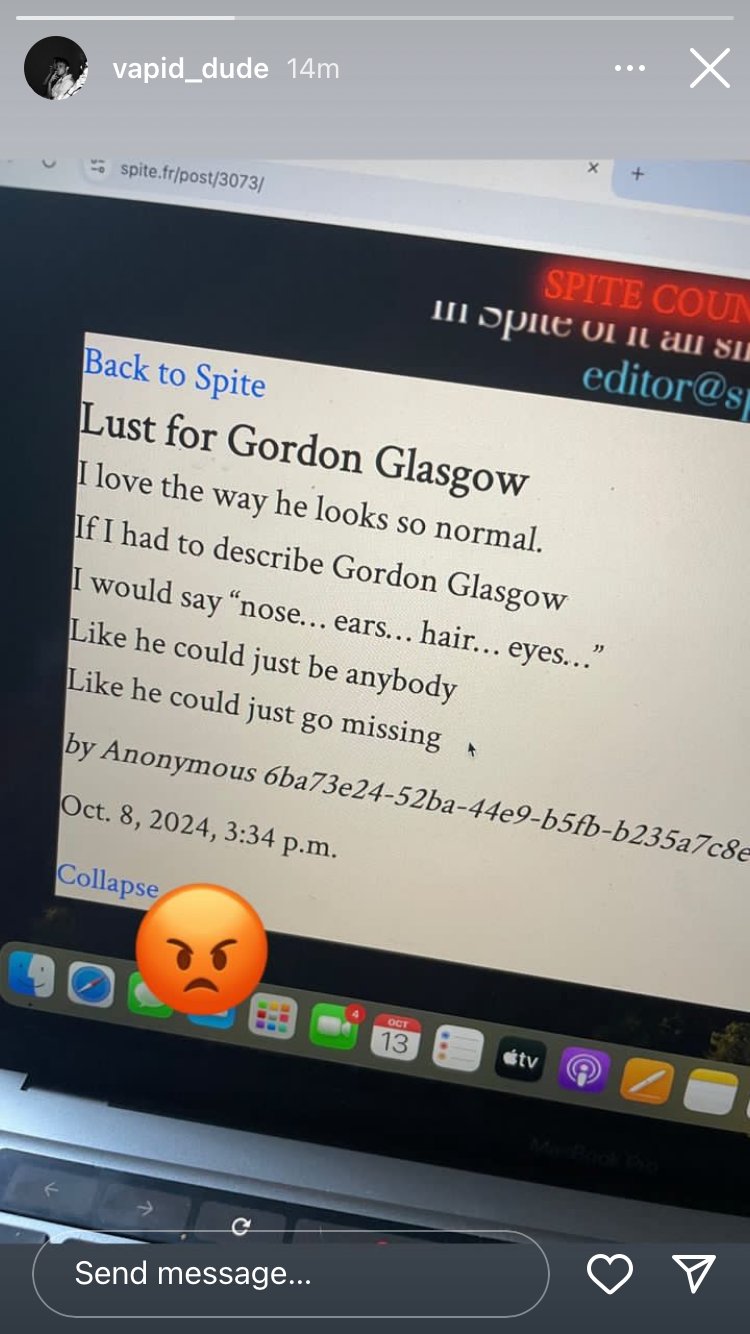 vapid_dude 14m
spite.fr/post/3073/
SPITE COUN
In Spite of it all
editor@sp
Back to Spite
Lust for Gordon Glasgow
I love the way he looks so normal.
If I had to describe Gordon Glasgow
I would say “nose... ears... hair... eyes...”
Like he could just be anybody
Like he could just go missing
by Anonymous 6ba73e24-52ba-44e9-b5fb-b235a7c8e
Oct. 8, 2024, 3:34 p.m.
Collapse
4
OCT
13
tv
MacBook Pro
Send message...